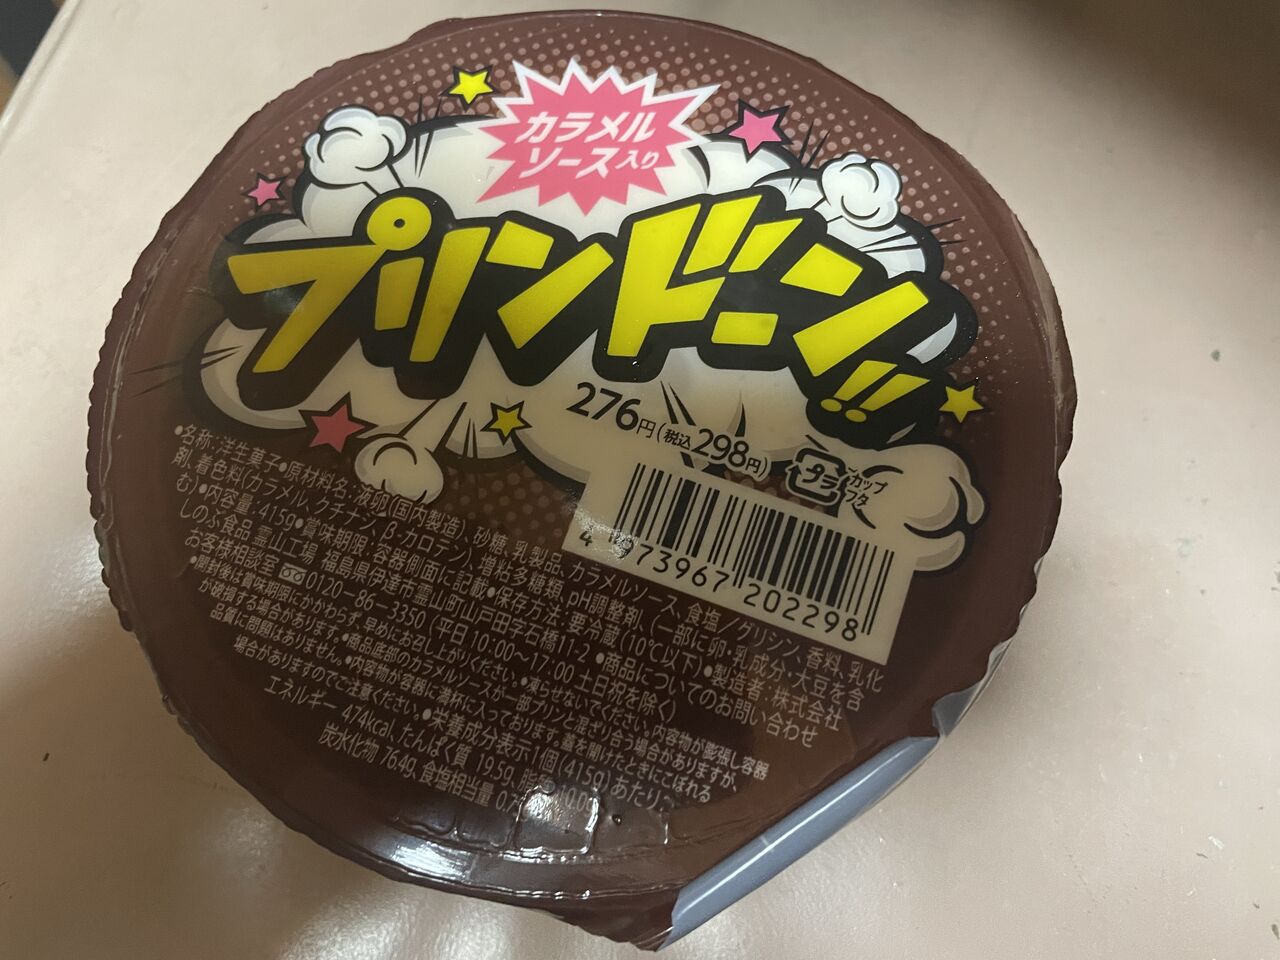 カラメル
ソース入り
プリンドーン!!
276円(税込298円)
プラ カップ
フタ
4 973967 202298
•名称:洋生菓子•原材料名:液卵(国内製造)、砂糖、乳製品、カラメルソース、食塩/グリシン、香料、乳化
剤、着色料(カラメル、クチナシ、β-カロテン)、増粘多糖類、pH調整剤、(一部に卵・乳成分・大豆を含
む)•内容量:415g•賞味期限:容器側面に記載•保存方法:要冷蔵(10℃以下)•製造者:株式会社
しのぶ食品 霊山工場 福島県伊達市霊山町山戸田字石橋11-2 •商品についてのお問い合わせ
お客様相談室 0120-86-3350 (平日10:00〜17:00 土日祝を除く)
•開封後は賞味期限にかかわらず、早めにお召し上がりください。•凍らせないでください。内容物が膨張し容器
が破損する場合があります。•商品底部のカラメルソースが一部プリンと混ざり合う場合がありますが、
品質に問題はありません。•内容物が容器に満杯に入っております。蓋を開けたときにこぼれる
場合がありますのでご注意ください。•栄養成分表示1個(415g)あたり
エネルギー 474kcal、たんぱく質 19.5g、脂質 10.0g
炭水化物 76.4g、食塩相当量